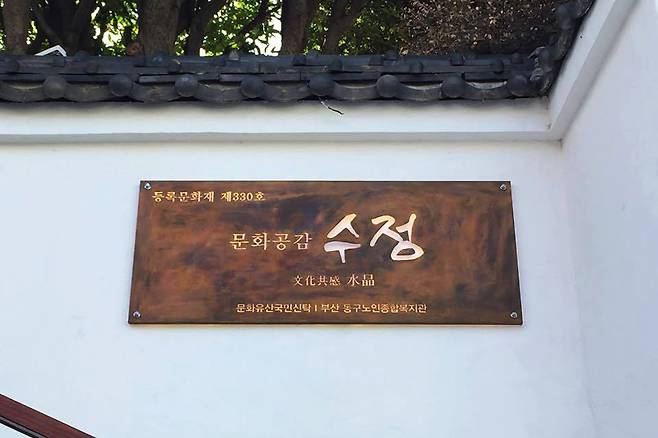 등록문화재 제330호
문화공감 수정
文化共感 水晶
문화유산국민신탁 | 부산 동구노인종합복지관